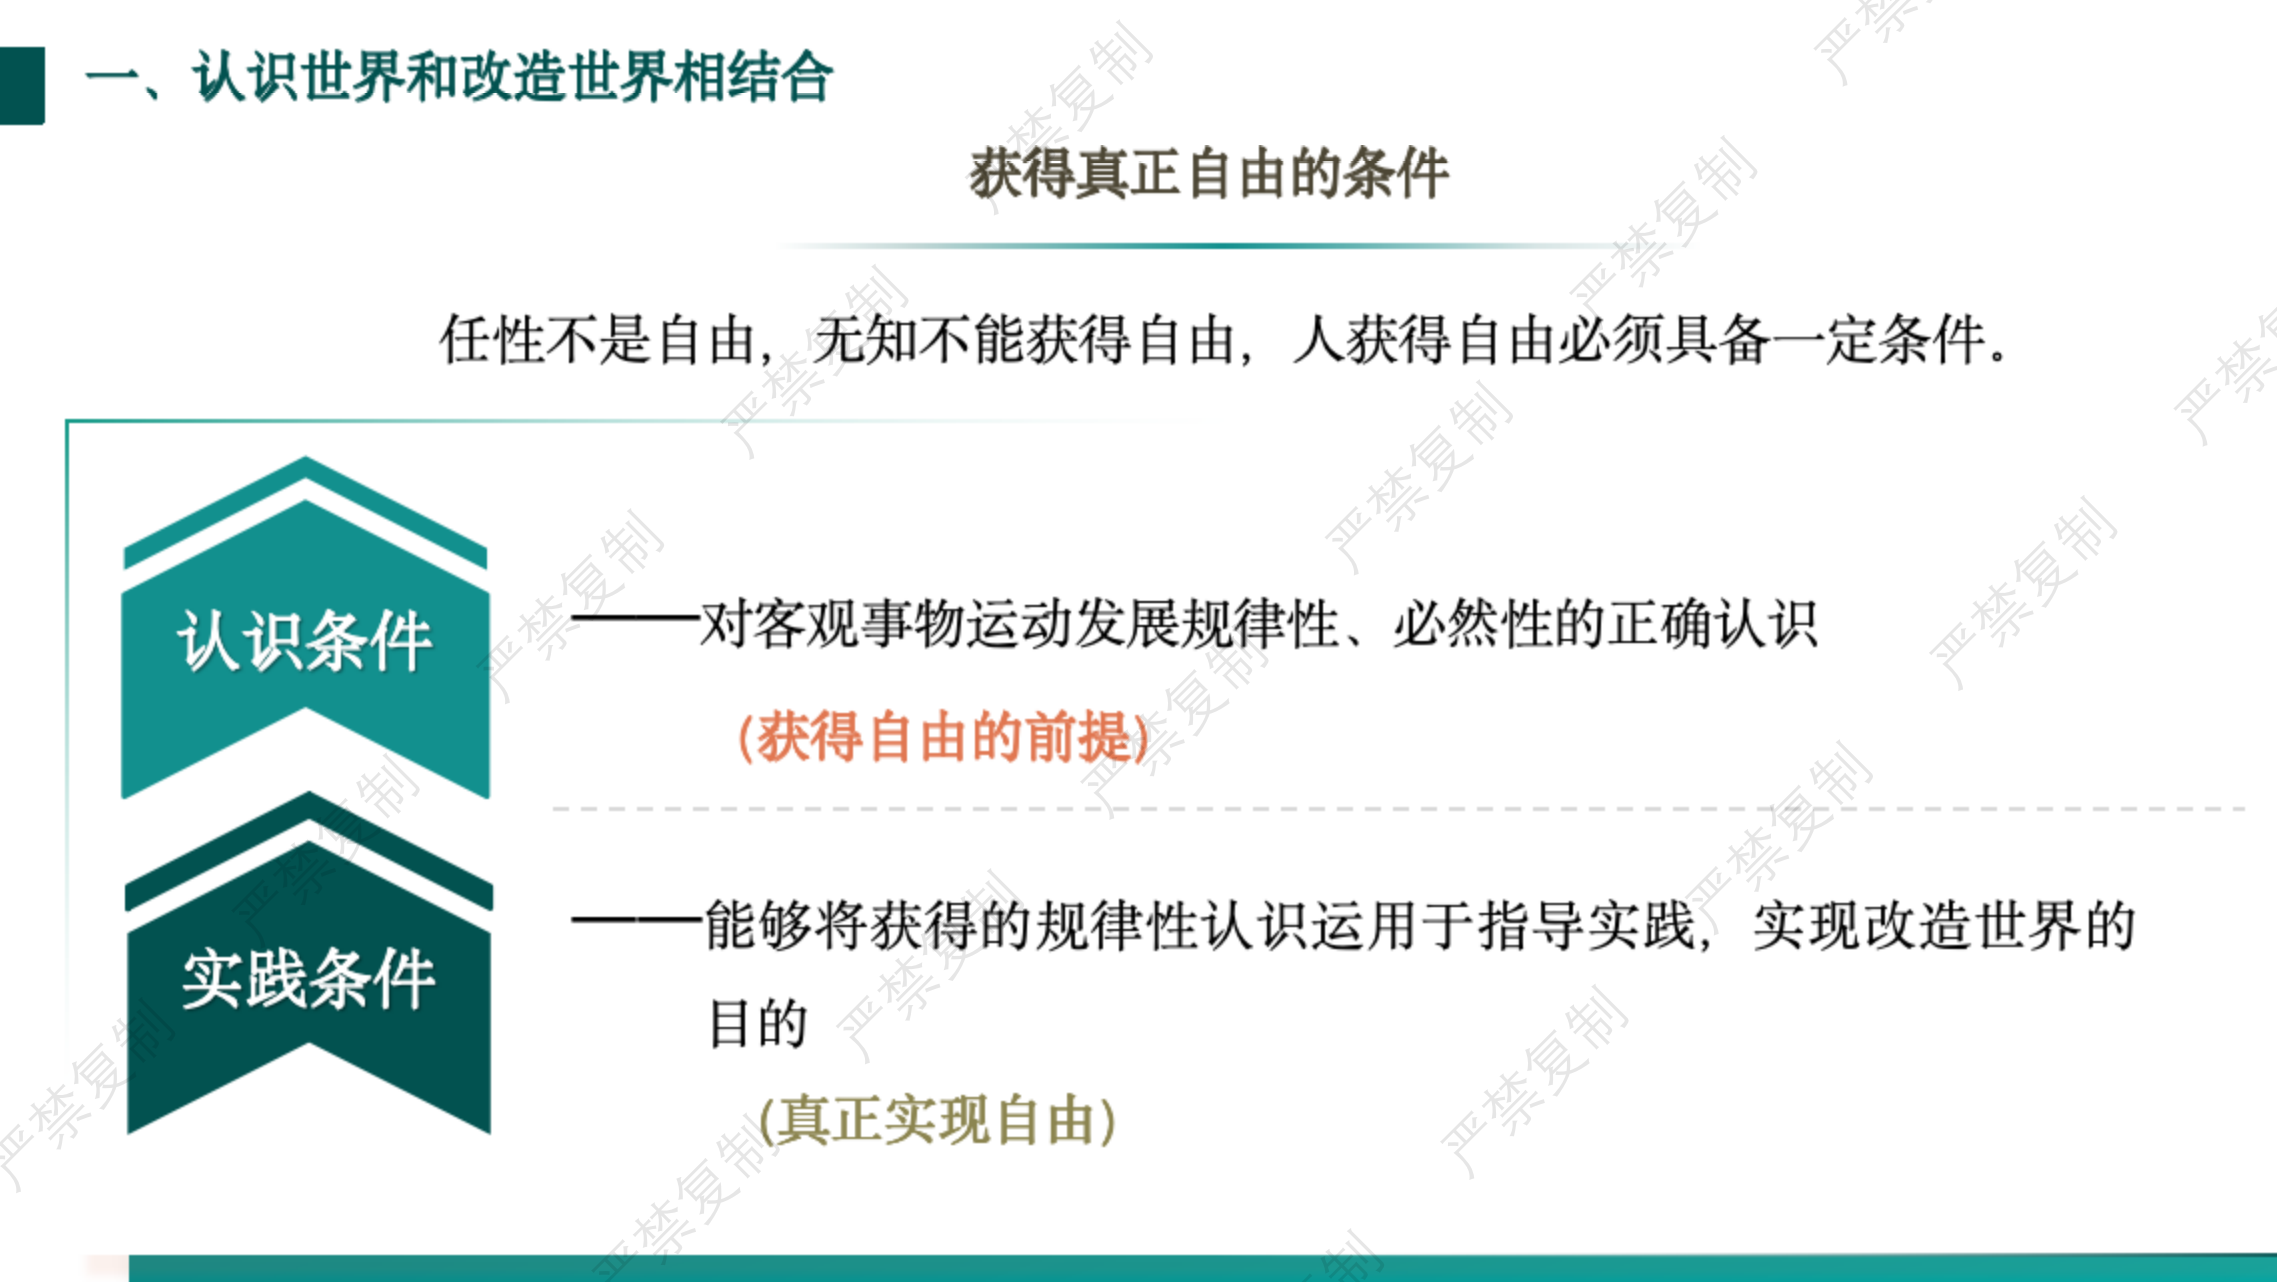 一、认识世界和改造世界相结合
获得真正自由的条件
任性不是自由，无知不能获得自由，人获得自由必须具备一定条件。
认识条件
——对客观事物运动发展规律性、必然性的正确认识
(获得自由的前提)
实践条件
——能够将获得的规律性认识运用于指导实践，实现改造世界的
目的
(真正实现自由)
严禁复制